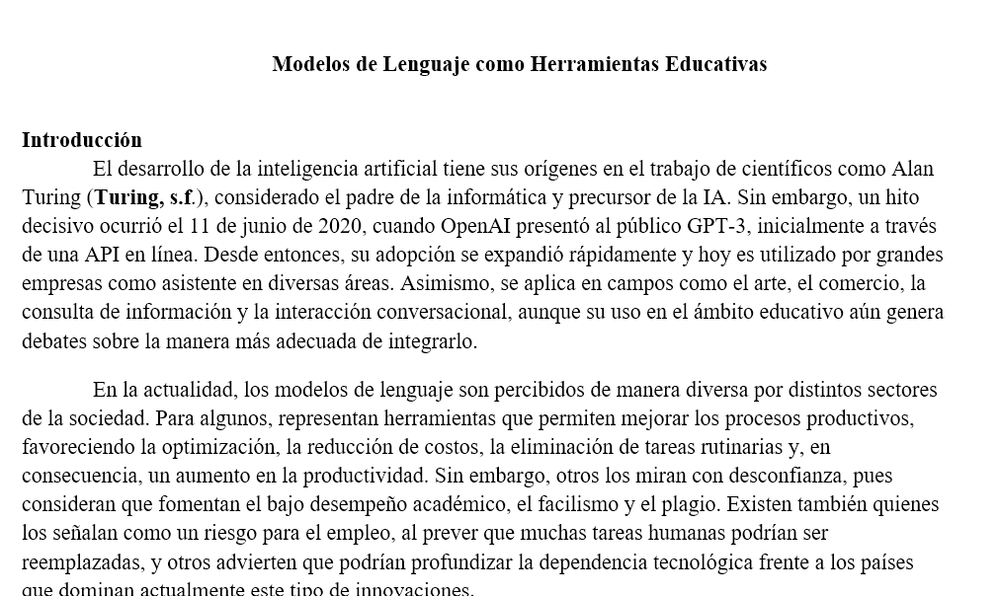 Modelos de Lenguaje como Herramientas Educativas
Introducción
El desarrollo de la inteligencia artificial tiene sus orígenes en el trabajo de científicos como Alan
Turing (Turing, s.f.), considerado el padre de la informática y precursor de la IA. Sin embargo, un hito
decisivo ocurrió el 11 de junio de 2020, cuando OpenAI presentó al público GPT-3, inicialmente a través
de una API en línea. Desde entonces, su adopción se expandió rápidamente y hoy es utilizado por grandes
empresas como asistente en diversas áreas. Asimismo, se aplica en campos como el arte, el comercio, la
consulta de información y la interacción conversacional, aunque su uso en el ámbito educativo aún genera
debates sobre la manera más adecuada de integrarlo.
En la actualidad, los modelos de lenguaje son percibidos de manera diversa por distintos sectores
de la sociedad. Para algunos, representan herramientas que permiten mejorar los procesos productivos,
favoreciendo la optimización, la reducción de costos, la eliminación de tareas rutinarias y, en
consecuencia, un aumento en la productividad. Sin embargo, otros los miran con desconfianza, pues
consideran que fomentan el bajo desempeño académico, el facilismo y el plagio. Existen también quienes
los señalan como un riesgo para el empleo, al prever que muchas tareas humanas podrían ser
reemplazadas, y otros advierten que podrían profundizar la dependencia tecnológica frente a los países
que dominan actualmente este tipo de innovaciones.